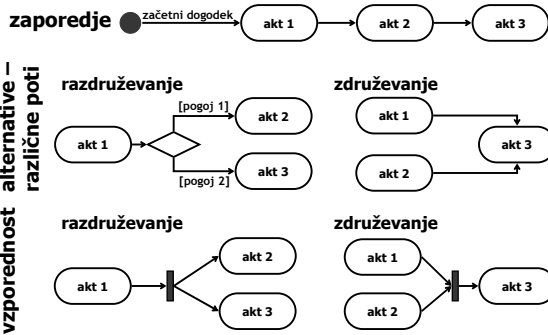 zaporedje
začetni dogodek
akt 1
akt 2
akt 3
alternative –
različne poti
razdruževanje
akt 1
[pogoj 1]
akt 2
akt 3
[pogoj 2]
združevanje
akt 1
akt 2
akt 3
vzporednost
razdruževanje
akt 1
akt 2
akt 3
združevanje
akt 1
akt 2
akt 3